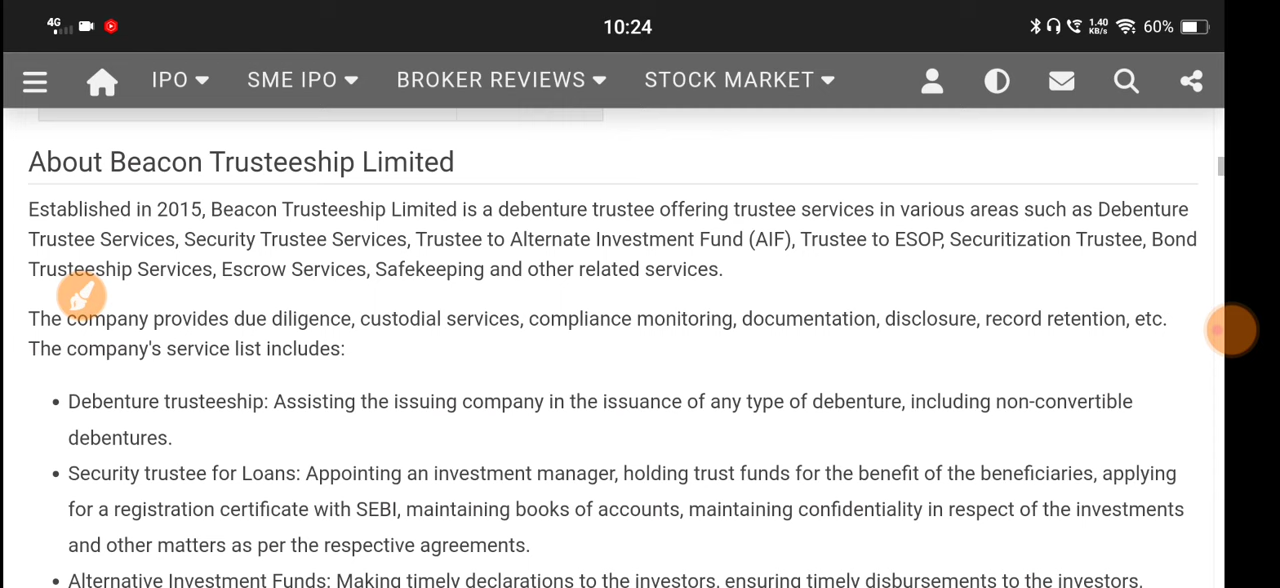 4G 10:24 1.40 KB/s 60%
IPO SME IPO BROKER REVIEWS STOCK MARKET
About Beacon Trusteeship Limited
Established in 2015, Beacon Trusteeship Limited is a debenture trustee offering trustee services in various areas such as Debenture
Trustee Services, Security Trustee Services, Trustee to Alternate Investment Fund (AIF), Trustee to ESOP, Securitization Trustee, Bond
Trusteeship Services, Escrow Services, Safekeeping and other related services.
The company provides due diligence, custodial services, compliance monitoring, documentation, disclosure, record retention, etc.
The company's service list includes:
• Debenture trusteeship: Assisting the issuing company in the issuance of any type of debenture, including non-convertible
debentures.
• Security trustee for Loans: Appointing an investment manager, holding trust funds for the benefit of the beneficiaries, applying
for a registration certificate with SEBI, maintaining books of accounts, maintaining confidentiality in respect of the investments
and other matters as per the respective agreements.
• Alternative Investment Funds: Making timely declarations to the investors, ensuring timely disbursements to the investors,